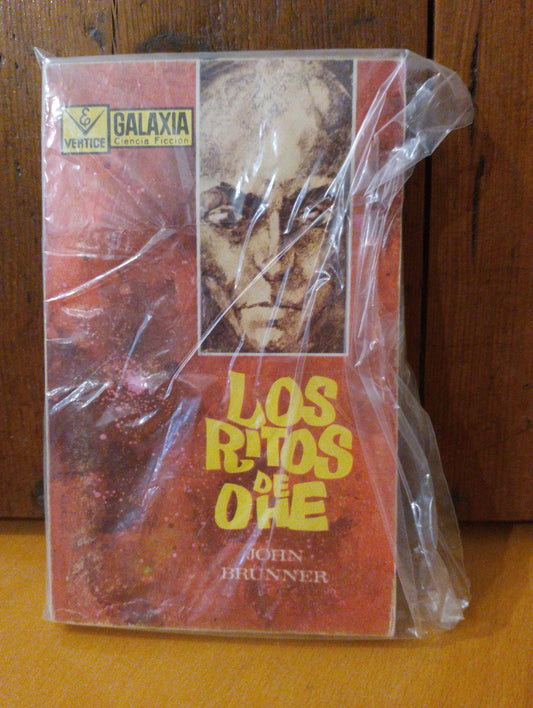 GALAXIA
VERTICE
Ciencia Ficción
LOS
RITOS
DE
OHE
JOHN
BRUNNER